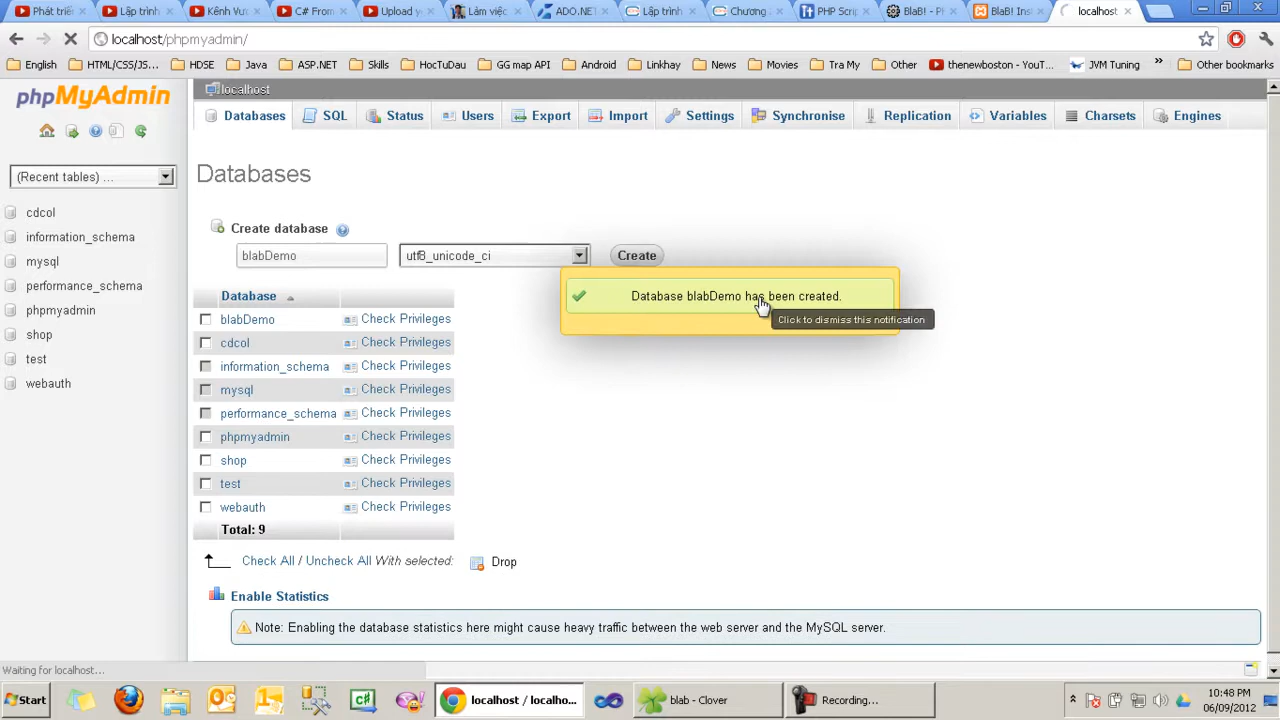 Phát triển
Lập trình
Kênh Vư
C# From
Upload y
Làm việc
ADO.NET
Lập trình
Chương
PHP Scri
BlaB! - P
BlaB! Ins
localhost
localhost/phpmyadmin/
English HTML/CSS/JS... HDSE Java ASP.NET Skills HocTuDau GG map API Android Linkhay News Movies Tra My Other thenewboston - YouT... JVM Tuning » Other bookmarks
phpMyAdmin
localhost
Databases SQL Status Users Export Import Settings Synchronise Replication Variables Charsets Engines
(Recent tables) ...
cdcol
information_schema
mysql
performance_schema
phpmyadmin
shop
test
webauth
Databases
Create database
blabDemo utf8_unicode_ci Create
Database blabDemo has been created.
Click to dismiss this notification
Database
blabDemo Check Privileges
cdcol Check Privileges
information_schema Check Privileges
mysql Check Privileges
performance_schema Check Privileges
phpmyadmin Check Privileges
shop Check Privileges
test Check Privileges
webauth Check Privileges
Total: 9
Check All / Uncheck All With selected: Drop
Enable Statistics
Note: Enabling the database statistics here might cause heavy traffic between the web server and the MySQL server.
Waiting for localhost...
Start
localhost / localho...
blab - Clover
Recording...
10:48 PM
06/09/2012